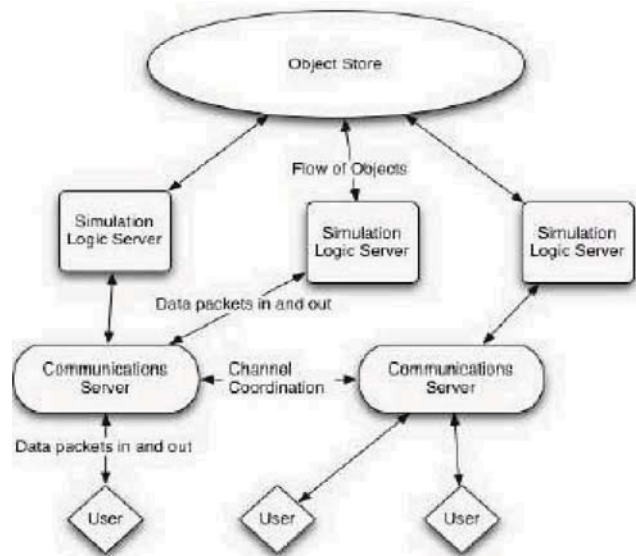 Object Store
Flow of Objects
Simulation
Logic Server
Simulation
Logic Server
Simulation
Logic Server
Data packets in and out
Communications
Server
Channel
Coordination
Communications
Server
Data packets in and out
User
User
User